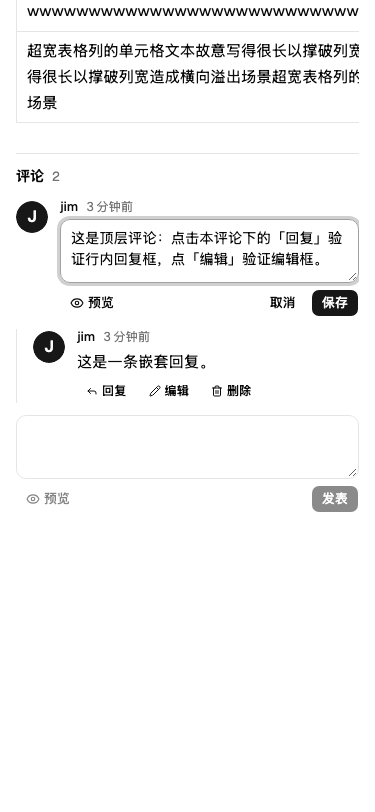 wwwwwwwwwwwwwwwwwwwwwwwwwwww
超宽表格列的单元格文本故意写得很长以撑破列宽
得很长以撑破列宽造成横向溢出场景超宽表格列的
场景
评论 2
J
jim 3 分钟前
这是顶层评论：点击本评论下的「回复」验
证行内回复框，点「编辑」验证编辑框。
预览 取消 保存
J
jim 3 分钟前
这是一条嵌套回复。
回复 编辑 删除
预览 发表